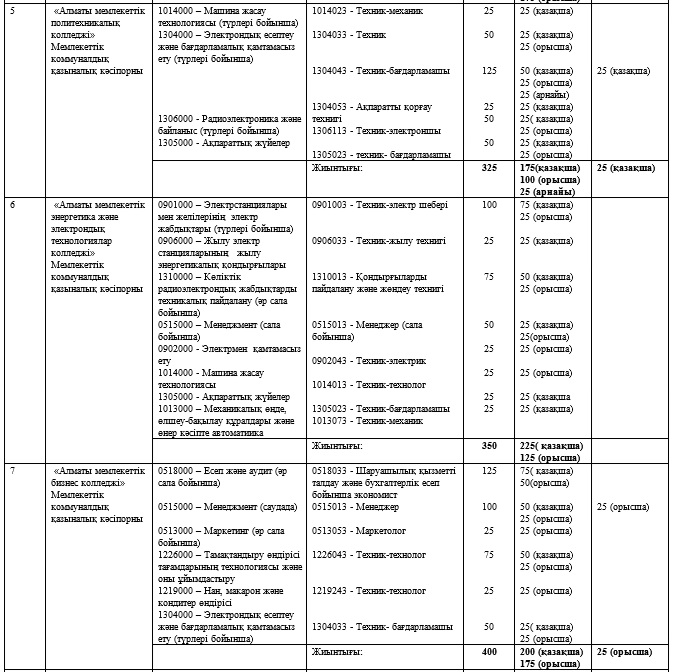 5 «Алматы мемлекеттік 1014000 – Машина жасау 1014023 - Техник-механик 25 25 (қазақша)
политехникалық технологиясы (түрлері бойынша)
колледжі» 1304000 – Электрондық есептеу 1304033 - Техник 50 25 (қазақша)
Мемлекеттік және бағдарламалық қамтамасыз 25 (орысша)
коммуналдық ету (түрлері бойынша)
қазыналық кәсіпорны 1304043 - Техник-бағдарламашы 125 50 (қазақша) 25 (қазақша)
25 (орысша)
25 (арнайы)
1304053 - Ақпаратты қорғау 25 25 (қазақша)
1306000 - Радиоэлектроника және технигі 50 25( қазақша)
байланыс (түрлері бойынша) 1306113 - Техник-электроншы 25 (орысша)
1305000 - Ақпараттық жүйелер 50 25 (қазақша)
1305023 - техник- бағдарламашы 25 (орысша)
Жиынтығы: 325 175(қазақша) 25 (қазақша)
100 (орысша)
25 (арнайы)
6 «Алматы мемлекеттік 0901000 – Электрстанциялары 0901003 - Техник-электр шебері 100 75 (қазақша)
энергетика және мен желілерінің электр 25 (орысша)
электрондық жабдықтары (түрлері бойынша)
технологиялар 0906000 – Жылу электр 0906033 - Техник-жылу технигі 25 25 (қазақша)
колледжі» станцияларының жылу
Мемлекеттік энергетикалық қондырғылары
коммуналдық 1310000 – Көліктік 1310013 - Қондырғыларды 75 50 (қазақша)
қазыналық кәсіпорны радиоэлектрондық жабдықтарды пайдалану және жөндеу технигі 25 (орысша)
техникалық пайдалану (әр сала
бойынша)
0515000 – Менеджмент (сала 0515013 - Менеджер (сала 50 25 (қазақша)
бойынша) бойынша) 25(орысша)
0902000 - Электрмен қамтамасыз 25 25 (орысша)
ету 0902043 - Техник-электрик
1014000 - Машина жасау 25 25 (орысша)
технологиясы 1014013 - Техник-технолог
1305000 - Ақпараттық жүйелер 25 25 (қазақша
1013000 – Механикалық өңде, 1305023 - Техник-бағдарламашы 25 25 (қазақша)
өлшеу-бақылау құралдары және 1013073 - Техник-механик
өнер кәсіпте автоматика
Жиынтығы: 350 225( қазақша)
125 (орысша)
7 «Алматы мемлекеттік 0518000 – Есеп және аудит (әр 0518033 - Шаруашылық қызметті 125 75( қазақша)
бизнес колледжі» сала бойынша) талдау және бухгалтерлік есеп 50(орысша)
Мемлекеттік бойынша экономист
коммуналдық 0515000 – Менеджмент (саудада) 0515013 - Менеджер 100 50 (қазақша) 25 (орысша)
қазыналық кәсіпорны 25 (орысша)
0513000 – Маркетинг (әр сала 0513053 - Маркетолог 25 25 (орысша)
бойынша)
1226000 – Тамақтандыру өндірісі 1226043 - Техник-технолог 75 50 (қазақша)
тағамдарының технологиясы және 25 (орысша)
оны ұйымдастыру
1219000 - Нан, макарон және 1219243 - Техник-технолог 25 25 (орысша)
кондитер өндірісі
1304000 – Электрондық есептеу
және бағдарламалық қамтамасыз 1304033 - Техник- бағдарламашы 50 25( қазақша)
ету (түрлері бойынша) 25 (орысша)
Жиынтығы: 400 200 (қазақша) 25 (орысша)
175 (орысша)